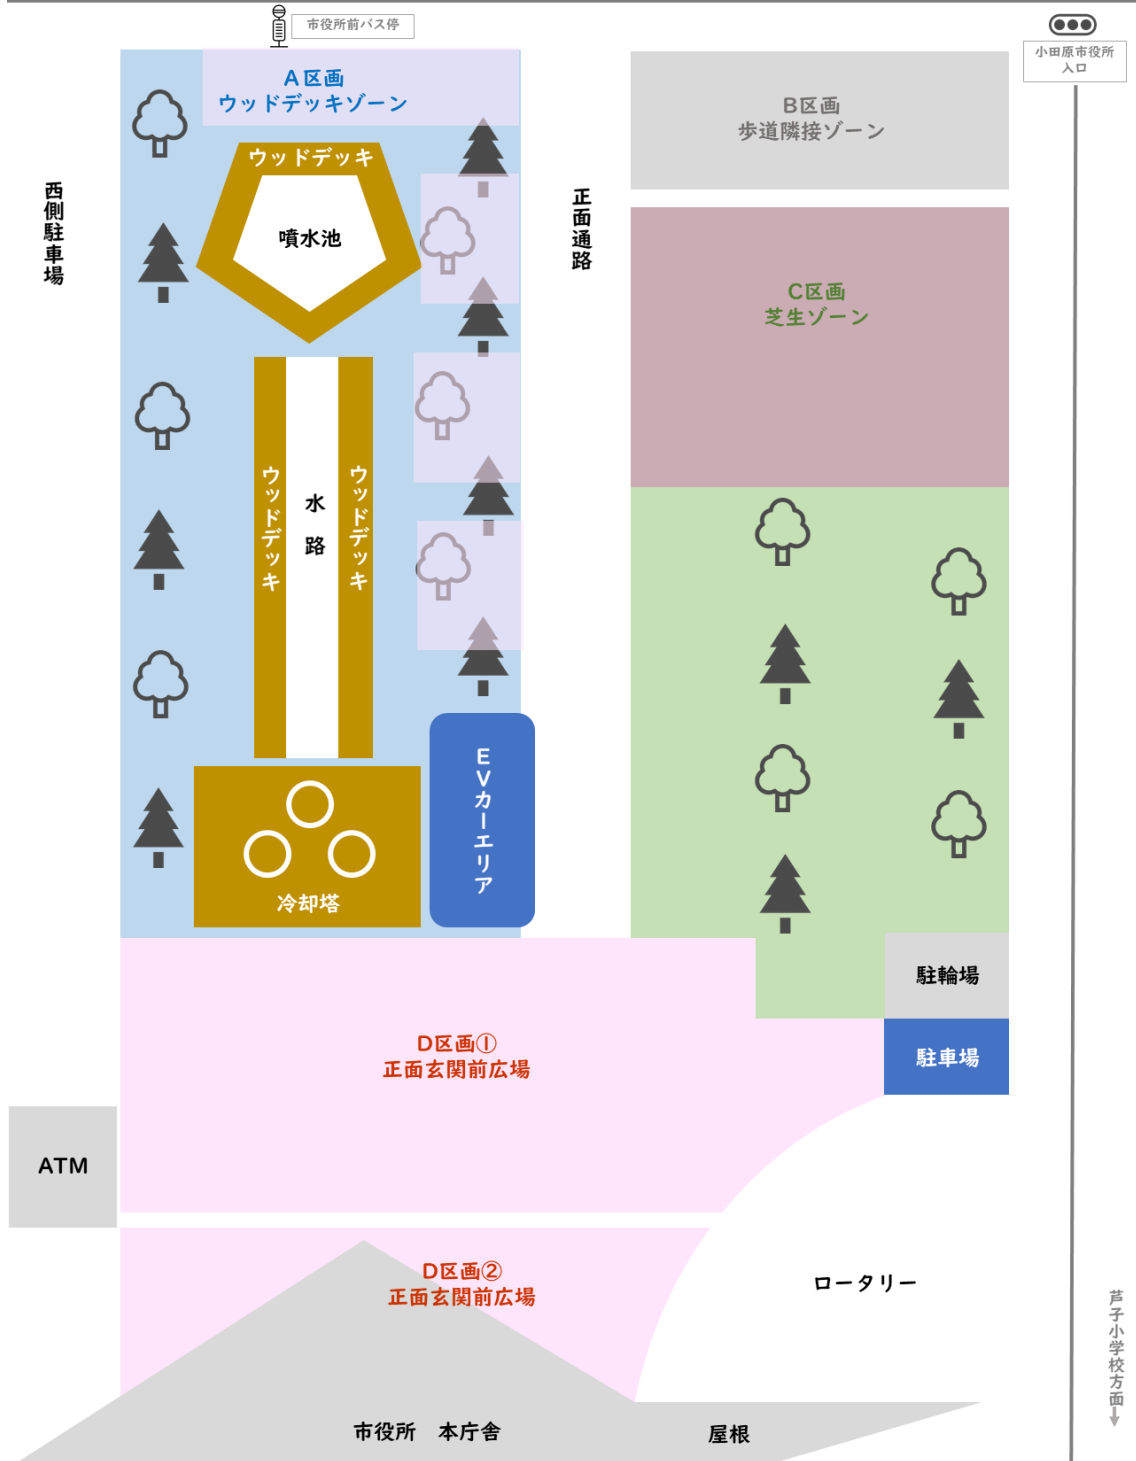 市役所前バス停
小田原市役所
入口
A区画
ウッドデッキゾーン
B区画
歩道隣接ゾーン
ウッドデッキ
噴水池
西側駐車場
正面通路
C区画
芝生ゾーン
ウッドデッキ
水路
ウッドデッキ
EVカーエリア
冷却塔
駐輪場
D区画①
正面玄関前広場
駐車場
ATM
D区画②
正面玄関前広場
ロータリー
芦子小学校方面
市役所 本庁舎
屋根